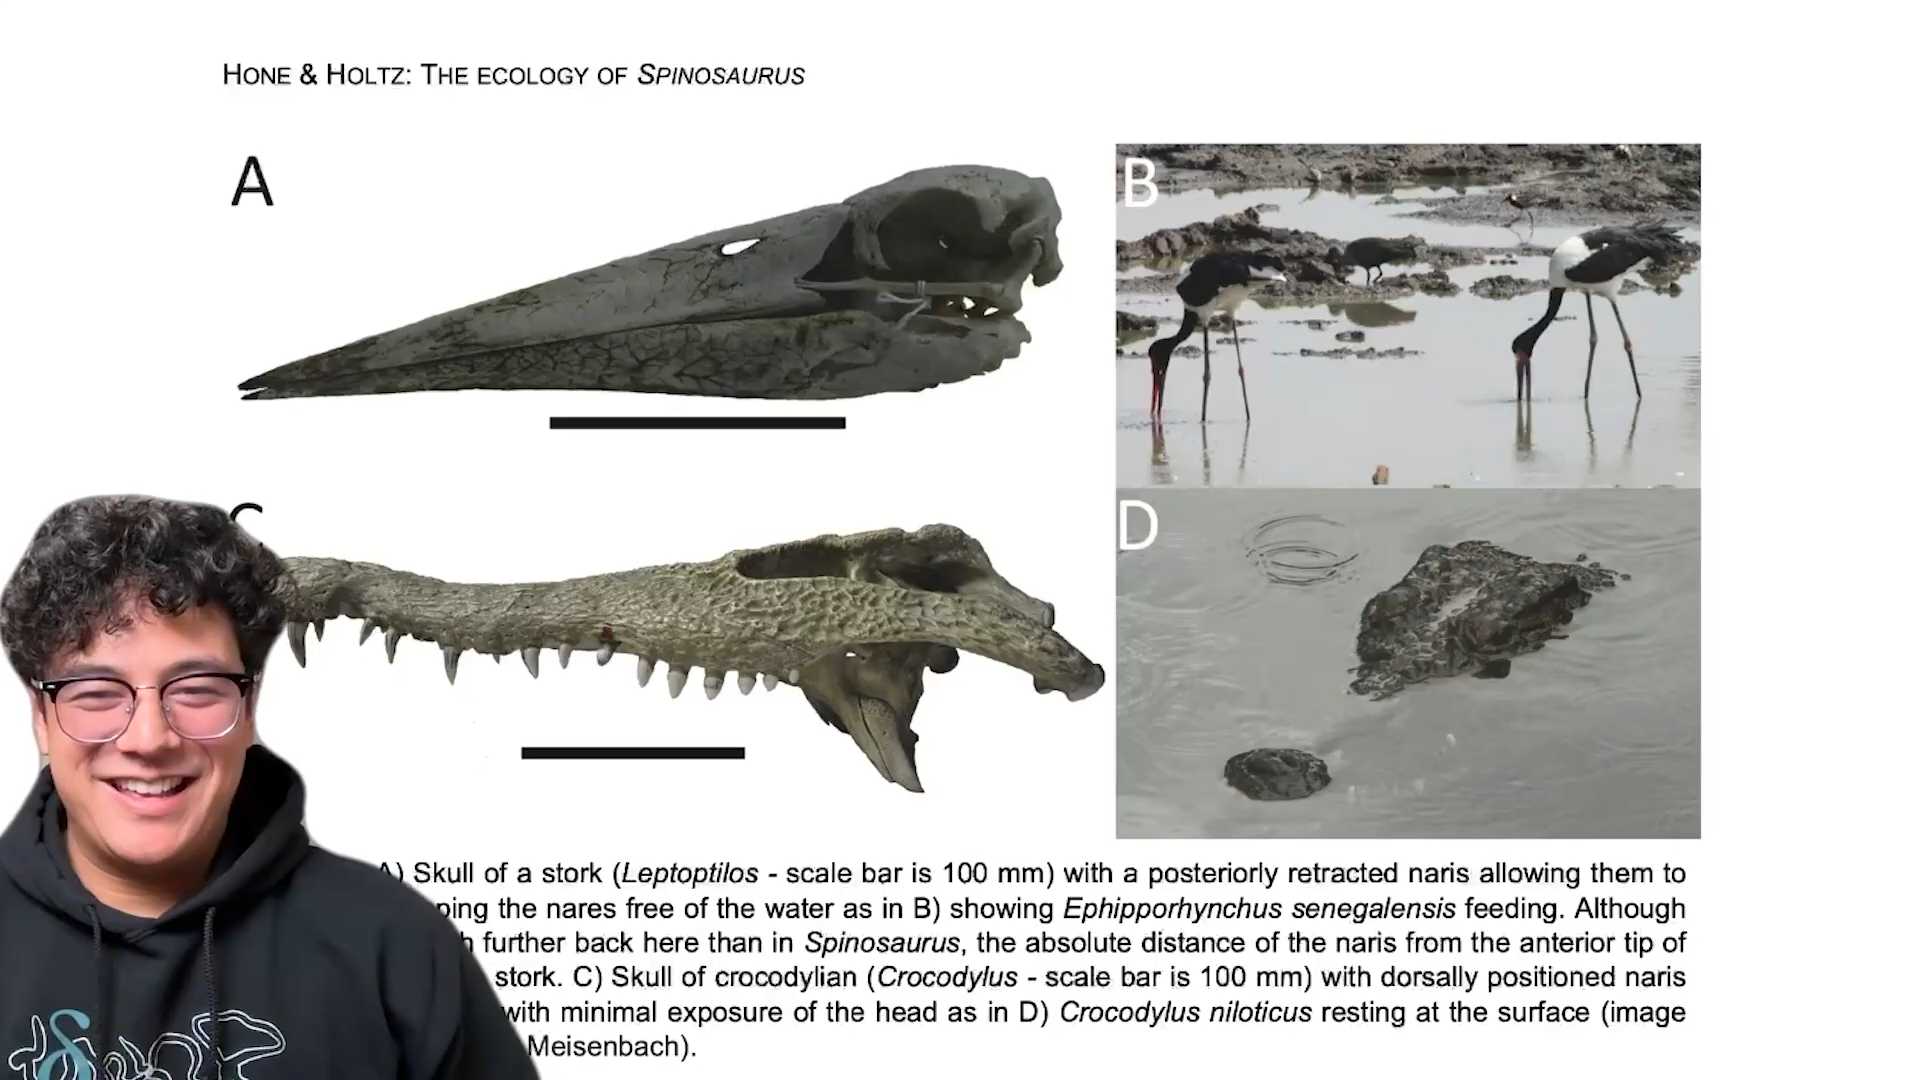 HONE & HOLTZ: THE ECOLOGY OF SPINOSAURUS
A
B
C
D
A) Skull of a stork (Leptoptilos - scale bar is 100 mm) with a posteriorly retracted naris allowing them to
ping the nares free of the water as in B) showing Ephipporhynchus senegalensis feeding. Although
h further back here than in Spinosaurus, the absolute distance of the naris from the anterior tip of
stork. C) Skull of crocodylian (Crocodylus - scale bar is 100 mm) with dorsally positioned naris
with minimal exposure of the head as in D) Crocodylus niloticus resting at the surface (image
Meisenbach).